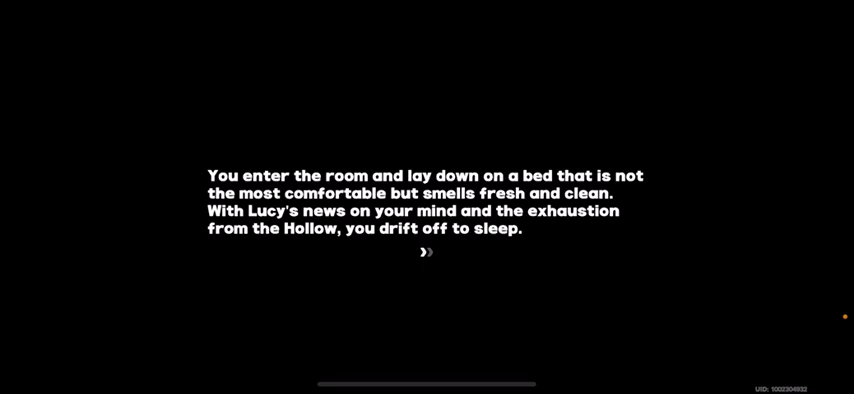 You enter the room and lay down on a bed that is not
the most comfortable but smells fresh and clean.
With Lucy's news on your mind and the exhaustion
from the Hollow, you drift off to sleep.
UID: 1002304932